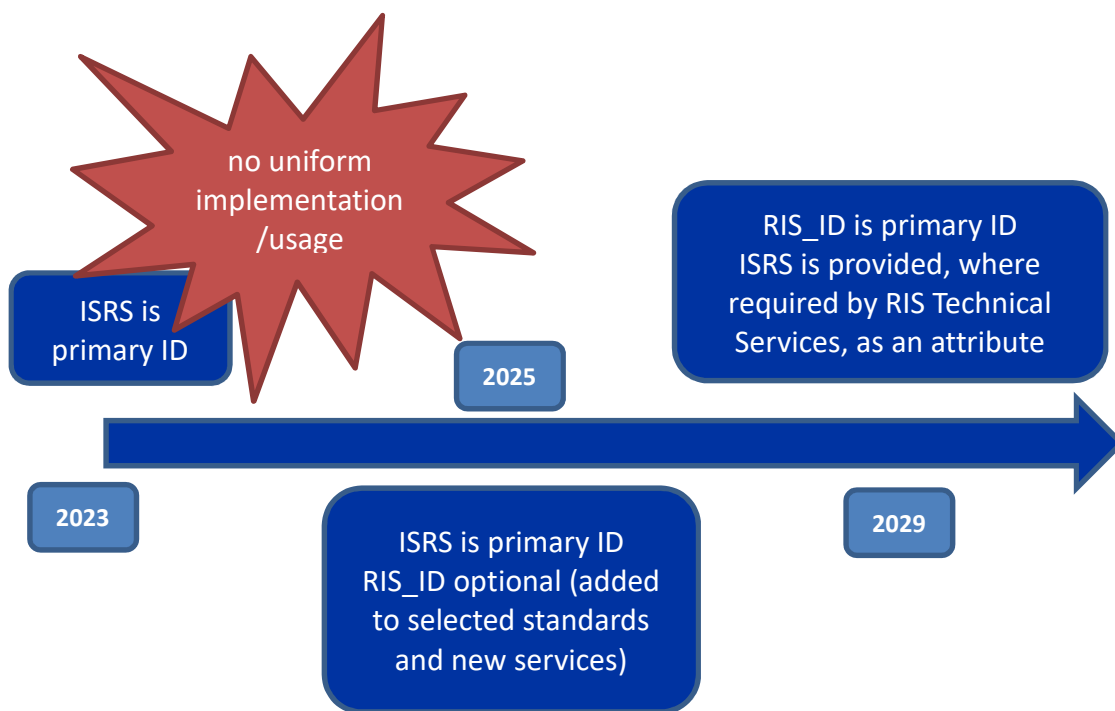 no uniform
implementation
/usage
ISRS is
primary ID
RIS_ID is primary ID
ISRS is provided, where
required by RIS Technical
Services, as an attribute
2025
2023
ISRS is primary ID
RIS_ID optional (added
to selected standards
and new services)
2029